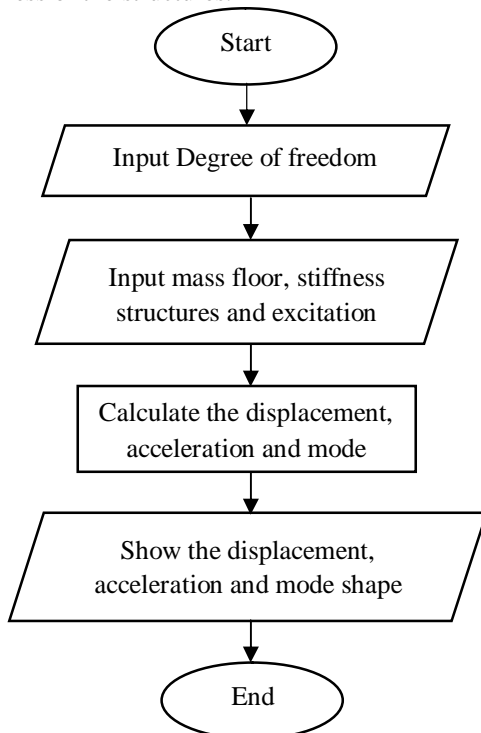 Start
Input Degree of freedom
Input mass floor, stiffness
structures and excitation
Calculate the displacement,
acceleration and mode
Show the displacement,
acceleration and mode shape
End